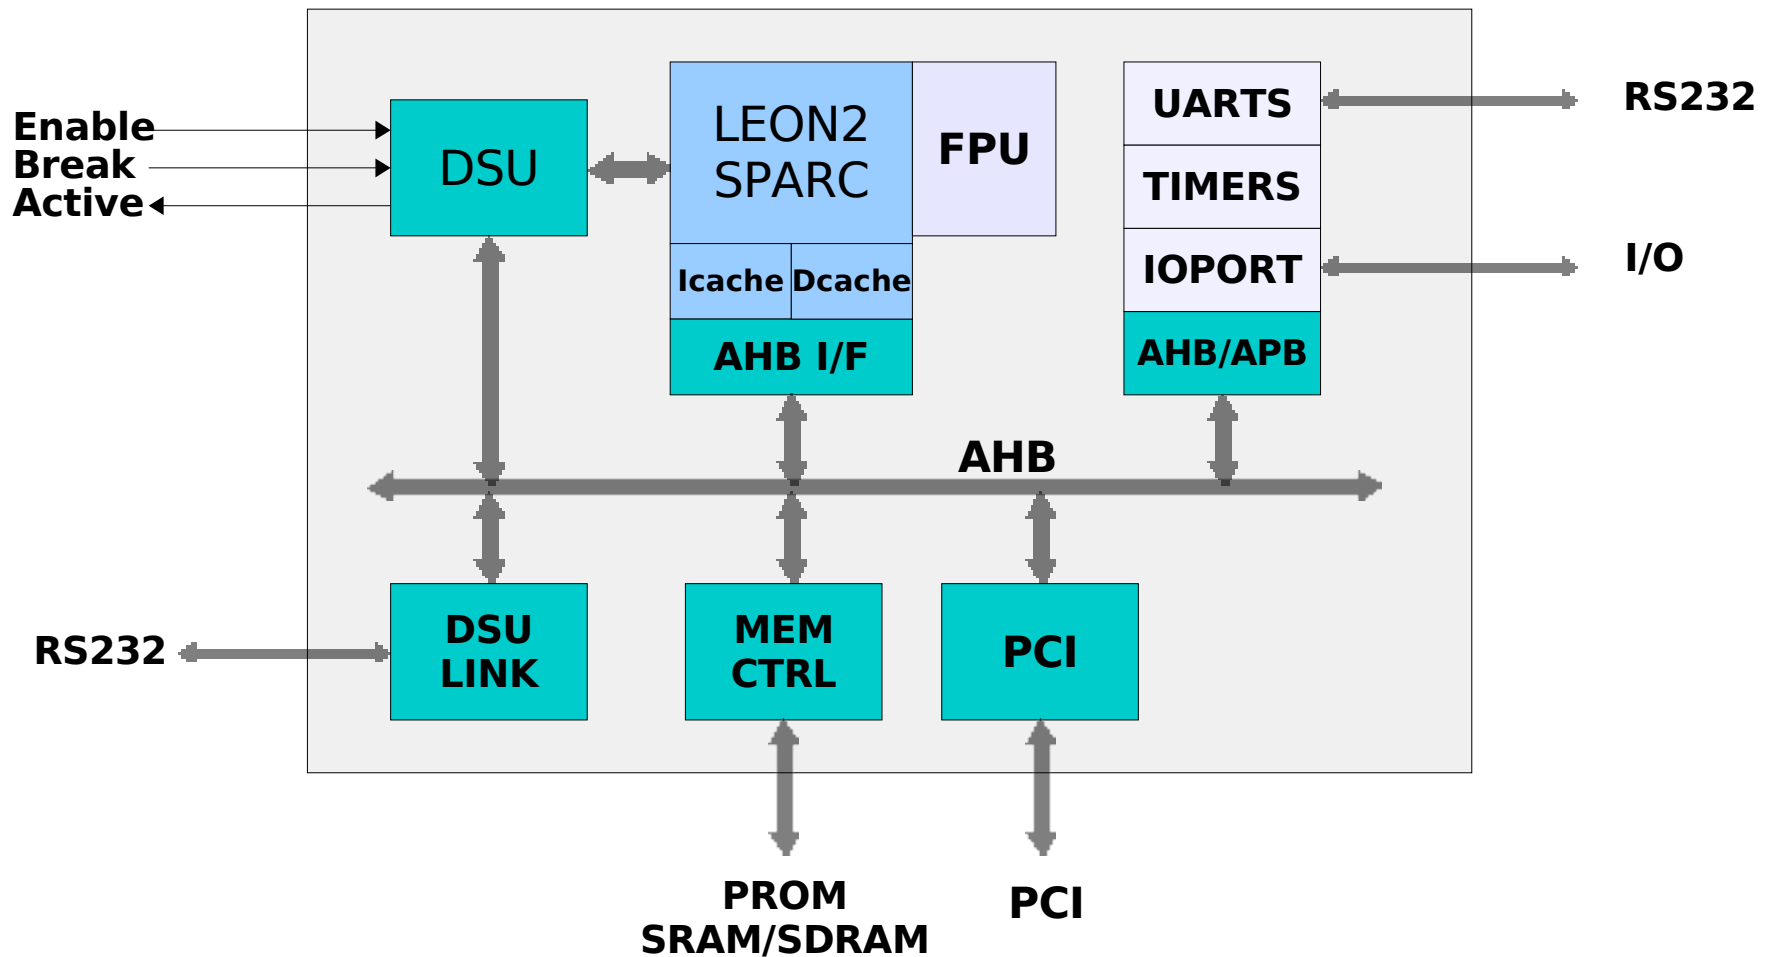 Enable
Break
Active
DSU
LEON2
SPARC
FPU
Icache
Dcache
AHB I/F
UARTS
TIMERS
IOPORT
AHB/APB
RS232
I/O
AHB
RS232
DSU
LINK
MEM
CTRL
PCI
PROM
SRAM/SDRAM
PCI